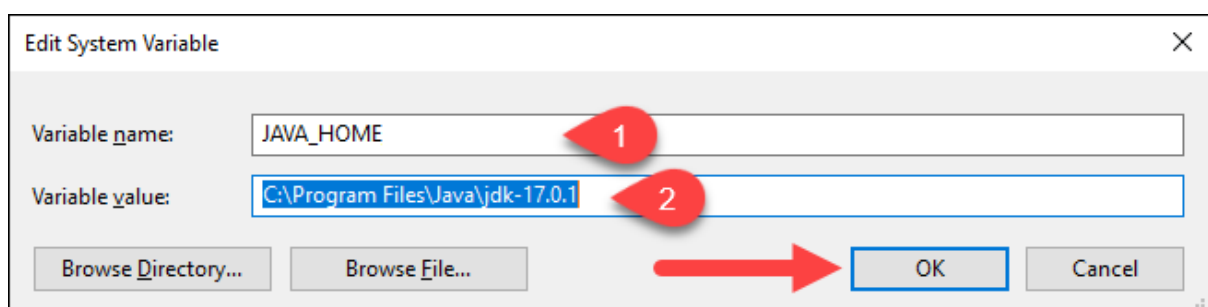 Edit System Variable
Variable name: JAVA_HOME 1
Variable value: C:\Program Files\Java\jdk-17.0.1 2
Browse Directory... Browse File... OK Cancel